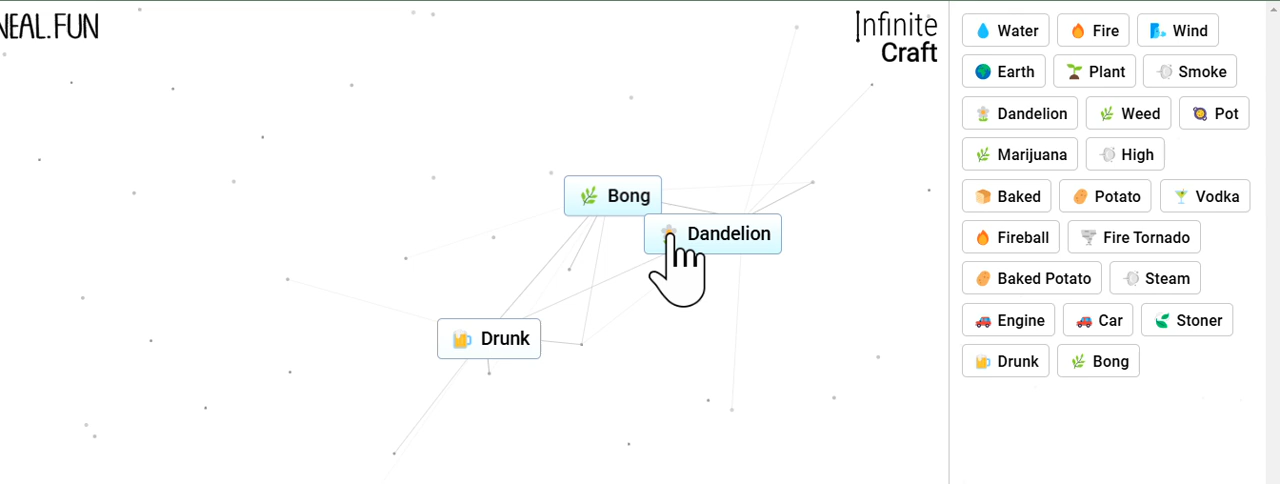 NEAL.FUN
Infinite
Craft
Bong
Dandelion
Drunk
Water Fire Wind
Earth Plant Smoke
Dandelion Weed Pot
Marijuana High
Baked Potato Vodka
Fireball Fire Tornado
Baked Potato Steam
Engine Car Stoner
Drunk Bong